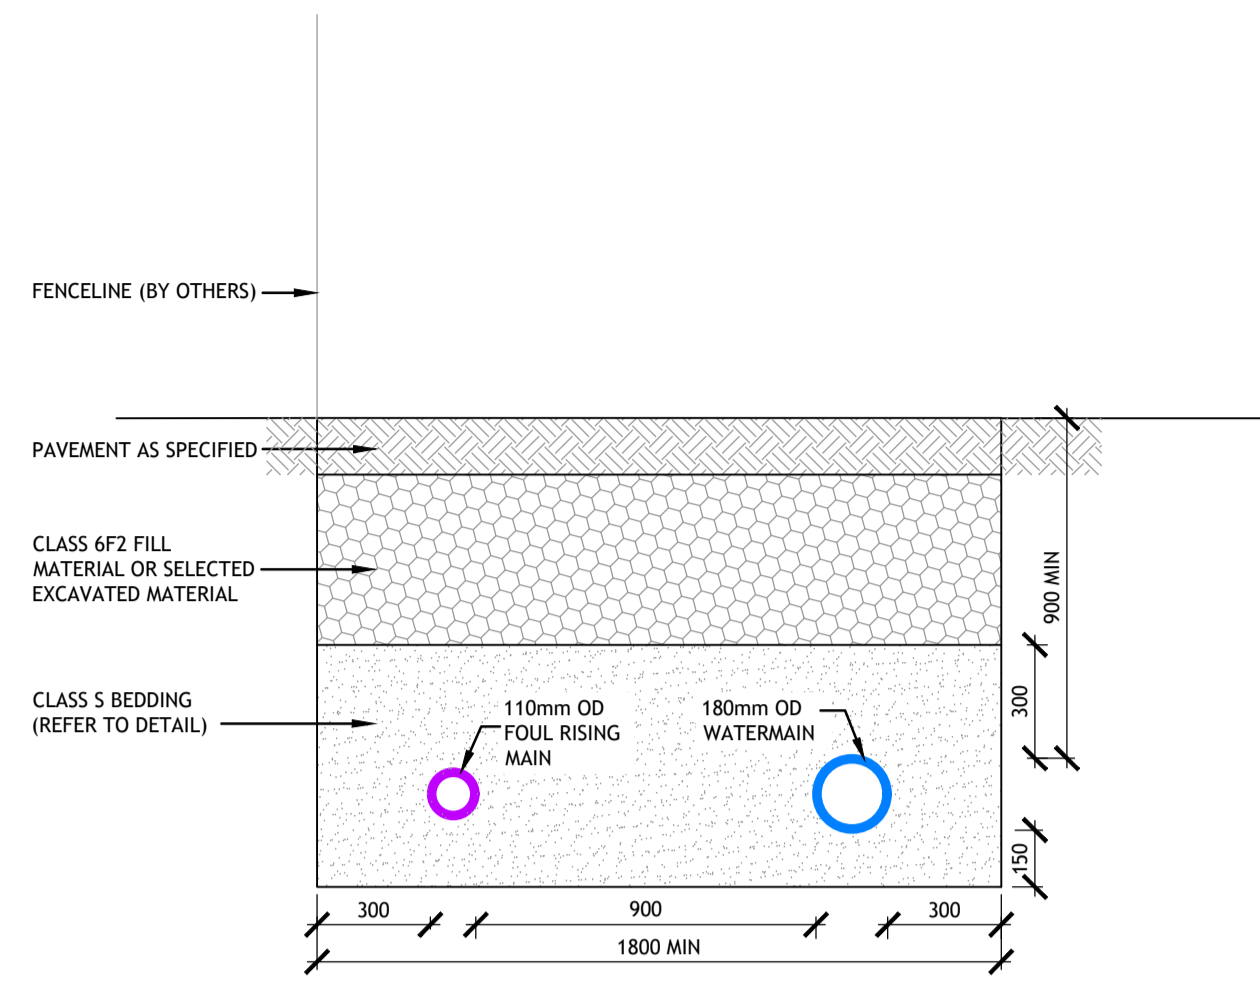 FENCELINE (BY OTHERS)
PAVEMENT AS SPECIFIED
CLASS 6F2 FILL
MATERIAL OR SELECTED
EXCAVATED MATERIAL
900 MIN
CLASS S BEDDING
(REFER TO DETAIL)
110mm OD
FOUL RISING
MAIN
180mm OD
WATERMAIN
300
150
300
900
300
1800 MIN